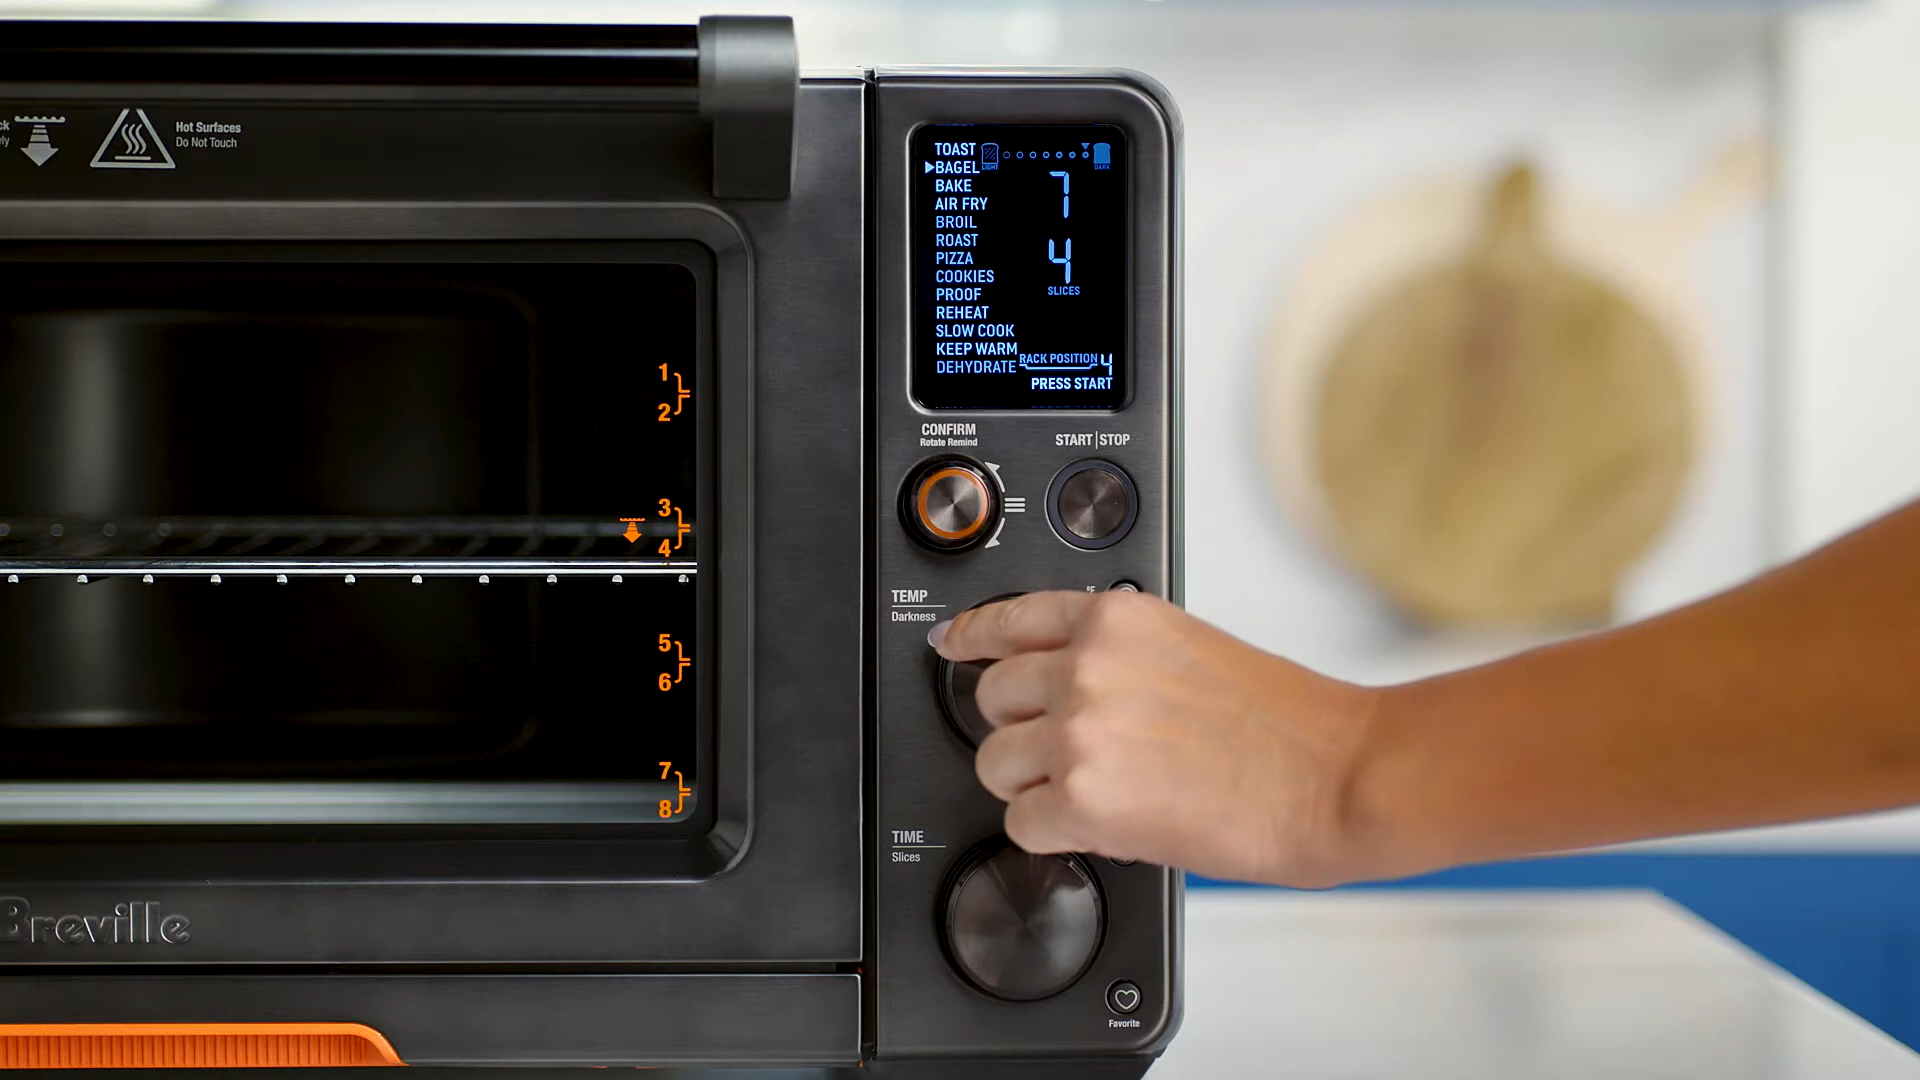 Hot Surfaces
Do Not Touch
TOAST
LIGHT
DARK
BAGEL
BAKE
AIR FRY
BROIL
ROAST
PIZZA
COOKIES
PROOF
REHEAT
SLOW COOK
KEEP WARM
DEHYDRATE
7
4
SLICES
RACK POSITION 4
PRESS START
CONFIRM
Rotate Remind
START|STOP
1
2
3
4
5
6
7
8
TEMP
Darkness
°F
TIME
Slices
Favorite
Breville